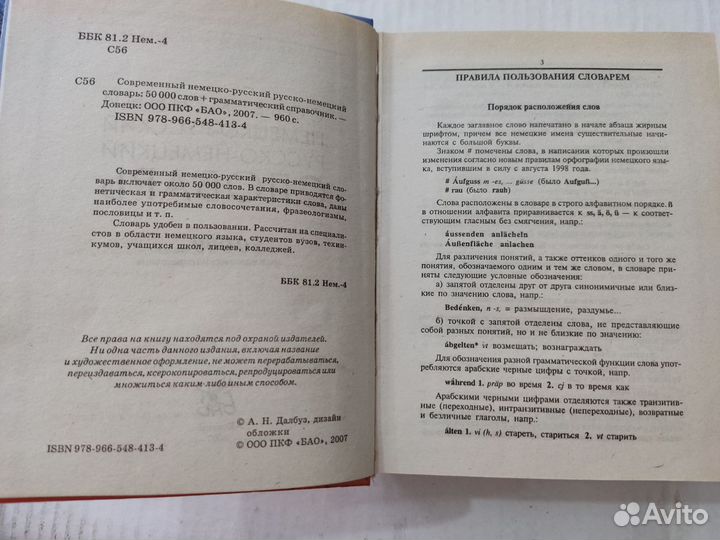 ББК 81.2 Нем.-4
С56
С56 Современный немецко-русский русско-немецкий
словарь: 50 000 слов + грамматический справочник. —
Донецк: ООО ПКФ «БАО», 2007. — 960 с.
ISBN 978-966-548-413-4
Современный немецко-русский русско-немецкий сло-
варь включает около 50 000 слов. В словаре приводятся фо-
нетическая и грамматическая характеристики слова, даны
наиболее употребимые словосочетания, фразеологизмы,
пословицы и т. п.
Словарь удобен в пользовании. Рассчитан на специали-
стов в области немецкого языка, студентов вузов, техни-
кумов, учащихся школ, лицеев, колледжей.
ББК 81.2 Нем.-4
Все права на книгу находятся под охраной издателей.
Ни одна часть данного издания, включая название
и художественное оформление, не может перерабатываться,
переиздаваться, ксерокопироваться, репродуцироваться или
множиться каким-либо иным способом.
© А. Н. Далбуз, дизайн
обложки
ISBN 978-966-548-413-4
© ООО ПКФ «БАО», 2007
3
ПРАВИЛА ПОЛЬЗОВАНИЯ СЛОВАРЕМ
Порядок расположения слов
Каждое заглавное слово напечатано в начале абзаца жирным
шрифтом, причем все немецкие имена существительные начи-
наются с большой буквы.
Знаком # помечены слова, в написании которых произошли
изменения согласно новым правилам орфографии немецкого язы-
ка, вступившим в силу с августа 1998 года.
# Áufguss m -es, ... güsse (было Aufguß...)
# rau (было rauh)
Слова расположены в словаре в строго алфавитном порядке. ß
в отношении алфавита приравнивается к ss, ä, ö, ü — к соответ-
ствующим гласным без смягчения, напр.:
áussenden anlächeln
Áußenfläche anlachen
Для различения понятий, а также оттенков одного и того же
понятия, обозначаемого одним и тем же словом, в словаре при-
няты следующие условные обозначения:
а) запятой отделены друг от друга синонимичные или близ-
кие по значению слова, напр.:
Bedénken, n -s, = размышление, раздумье...
б) точкой с запятой отделены слова, не представляющие
собой разных понятий, но и не близкие по значению:
ábgelten* vt возмещать; вознаграждать
Для обозначения разной грамматической функции слова упот-
ребляются арабские черные цифры с точкой, напр.
während 1. präp во время 2. cj в то время как
Арабскими черными цифрами отделяются также транзитив-
ные (переходные), интранзитивные (непереходные), возвратные
и безличные глаголы, напр.:
álten 1. vi (h, s) стареть, стариться 2. vt старить
Avito